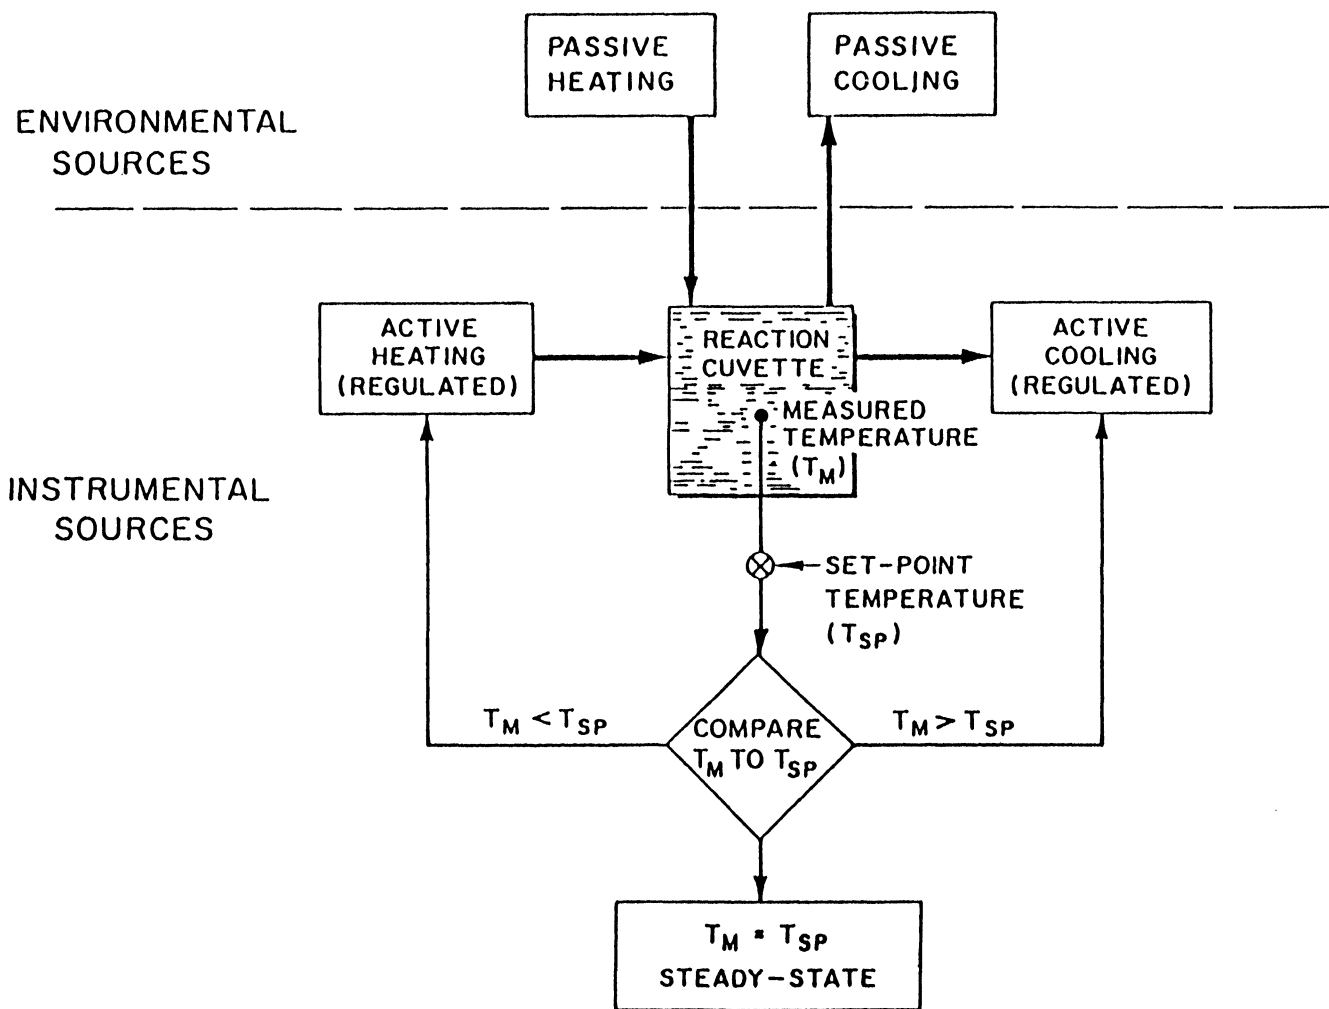 PASSIVE
HEATING
PASSIVE
COOLING
ENVIRONMENTAL
SOURCES
ACTIVE
HEATING
(REGULATED)
REACTION
CUVETTE
ACTIVE
COOLING
(REGULATED)
MEASURED
TEMPERATURE
(TM)
INSTRUMENTAL
SOURCES
SET-POINT
TEMPERATURE
(TSP)
TM < TSP
COMPARE
TM TO TSP
TM > TSP
TM = TSP
STEADY-STATE